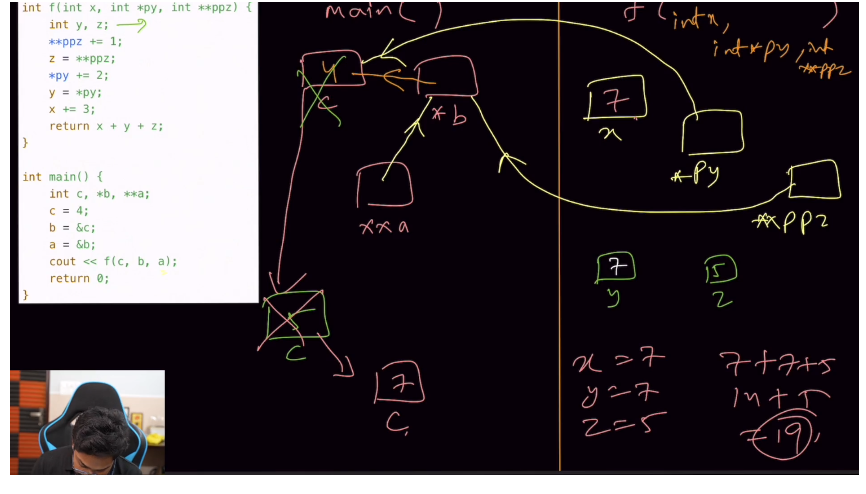 int f(int x, int *py, int **ppz) {
int y, z;
**ppz += 1;
z = **ppz;
*py += 2;
y = *py;
x += 3;
return x + y + z;
}
int main() {
int c, *b, **a;
c = 4;
b = &c;
a = &b;
cout << f(c, b, a);
return 0;
}
main( )
4
c
*b
**a
5
c
7
c.
f(int x,
int *py, int
**ppz
)
7
x
*py
**ppz
7
y
5
z
x = 7
y = 7
z = 5
7+7+5
14 + 5
= 19,